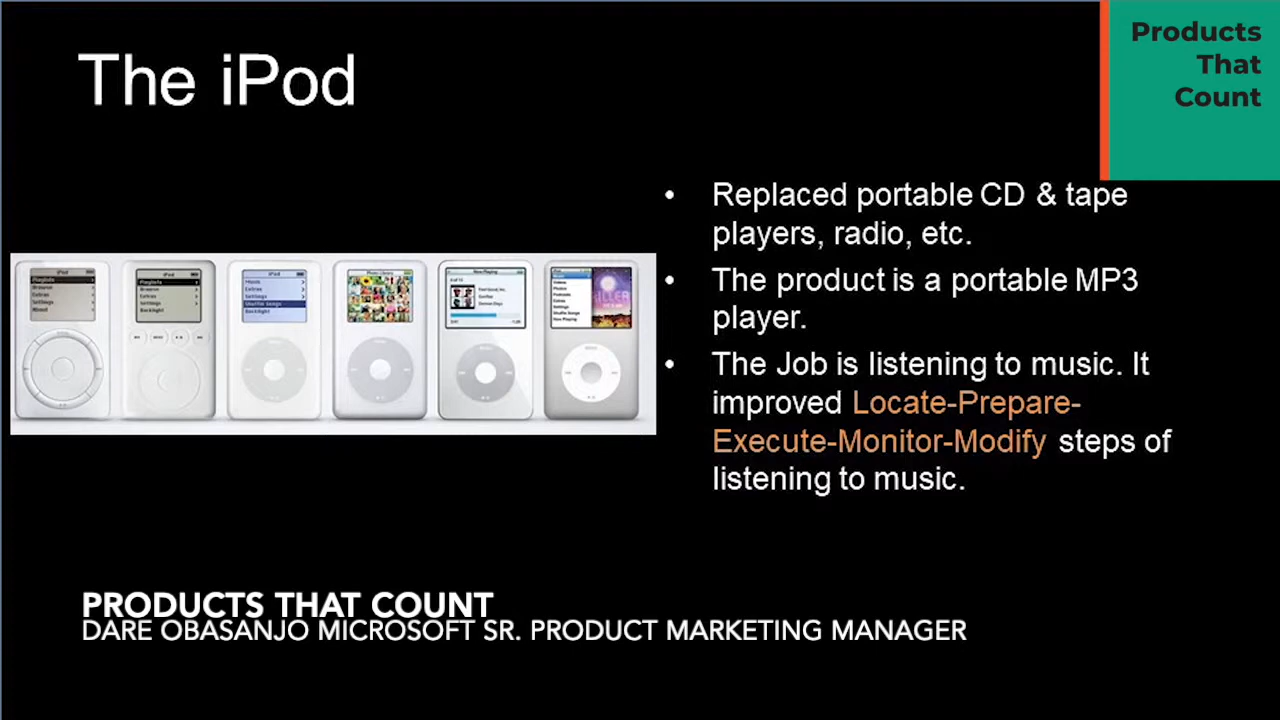 The iPod
Products
That
Count
• Replaced portable CD & tape
players, radio, etc.
• The product is a portable MP3
player.
• The Job is listening to music. It
improved Locate-Prepare-
Execute-Monitor-Modify steps of
listening to music.
PRODUCTS THAT COUNT
DARE OBASANJO MICROSOFT SR. PRODUCT MARKETING MANAGER